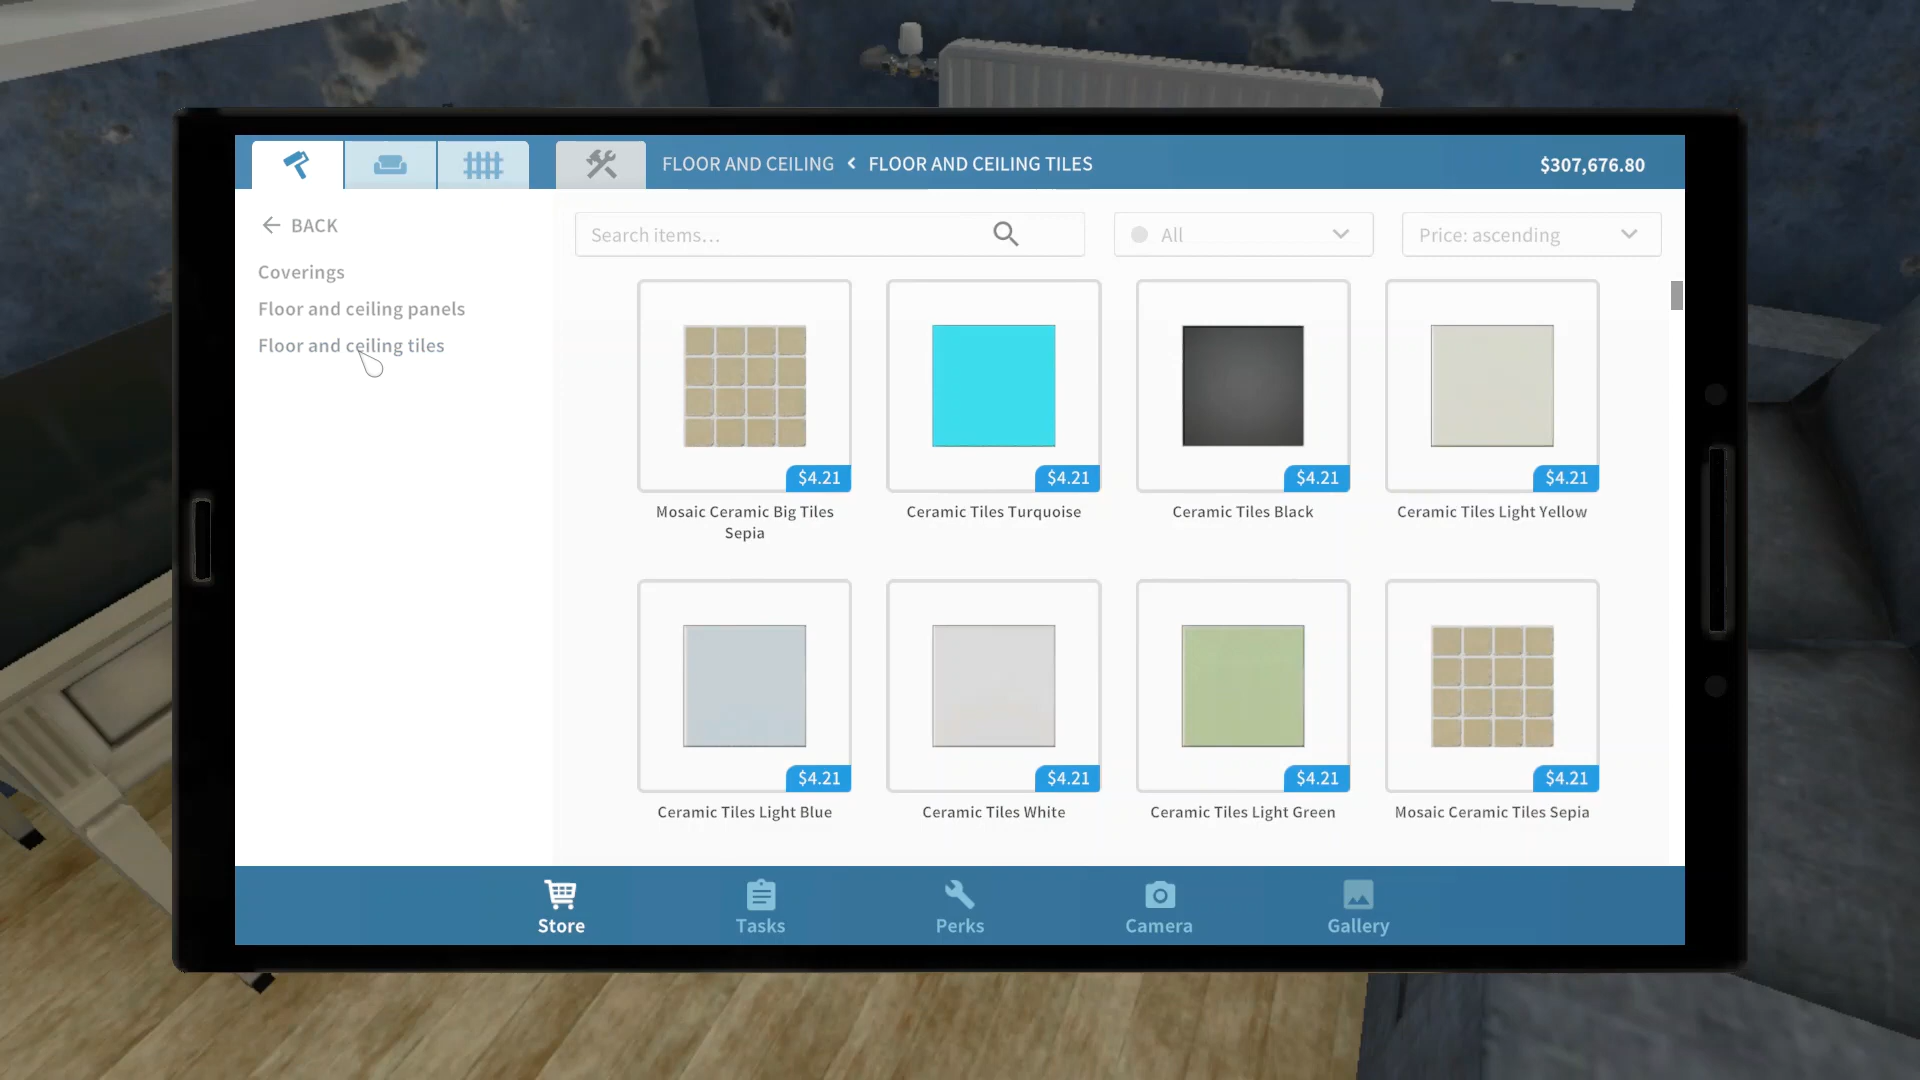 FLOOR AND CEILING < FLOOR AND CEILING TILES
$307,676.80
BACK
Coverings
Floor and ceiling panels
Floor and ceiling tiles
Search items...
All
Price: ascending
$4.21
$4.21
$4.21
$4.21
Mosaic Ceramic Big Tiles
Sepia
Ceramic Tiles Turquoise
Ceramic Tiles Black
Ceramic Tiles Light Yellow
$4.21
$4.21
$4.21
$4.21
Ceramic Tiles Light Blue
Ceramic Tiles White
Ceramic Tiles Light Green
Mosaic Ceramic Tiles Sepia
Store
Tasks
Perks
Camera
Gallery